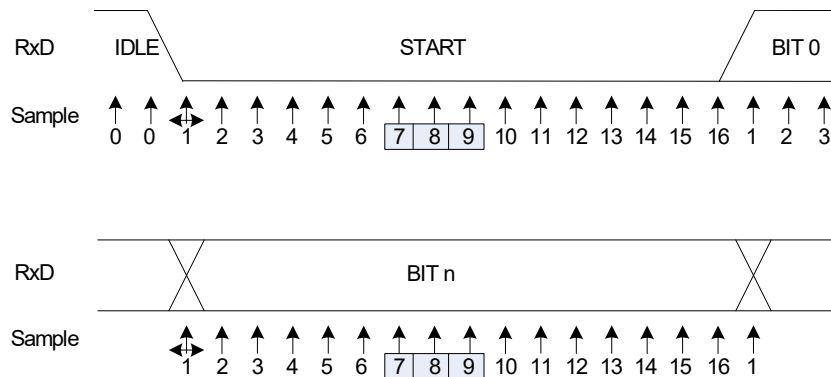 RxD IDLE START BIT 0
Sample
0 0 1 2 3 4 5 6 7 8 9 10 11 12 13 14 15 16 1 2 3
RxD BIT n
Sample
1 2 3 4 5 6 7 8 9 10 11 12 13 14 15 16 1